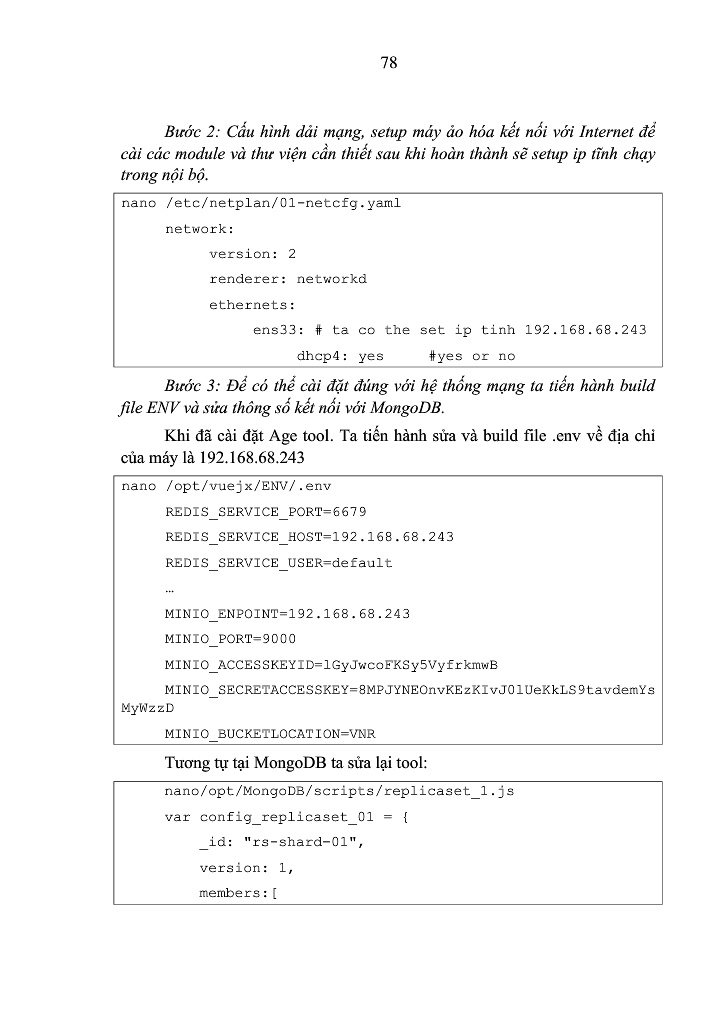 78
Bước 2: Cấu hình dải mạng, setup máy ảo hóa kết nối với Internet để
cài các module và thư viện cần thiết sau khi hoàn thành sẽ setup ip tĩnh chạy
trong nội bộ.
nano /etc/netplan/01-netcfg.yaml
network:
version: 2
renderer: networkd
ethernets:
ens33: # ta co the set ip tinh 192.168.68.243
dhcp4: yes #yes or no
Bước 3: Để có thể cài đặt đúng với hệ thống mạng ta tiến hành build
file ENV và sửa thông số kết nối với MongoDB.
Khi đã cài đặt Age tool. Ta tiến hành sửa và build file .env về địa chỉ
của máy là 192.168.68.243
nano /opt/vuejx/ENV/.env
REDIS_SERVICE_PORT=6679
REDIS_SERVICE_HOST=192.168.68.243
REDIS_SERVICE_USER=default
…
MINIO_ENPOINT=192.168.68.243
MINIO_PORT=9000
MINIO_ACCESSKEYID=lGyJwcoFKSy5VyfrkmwB
MINIO_SECRETACCESSKEY=8MPJYNEOnvKEzKIvJ0lUeKkLS9tavdemYs
MyWzzD
MINIO_BUCKETLOCATION=VNR
Tương tự tại MongoDB ta sửa lại tool:
nano/opt/MongoDB/scripts/replicaset_1.js
var config_replicaset_01 = {
_id: "rs-shard-01",
version: 1,
members:[